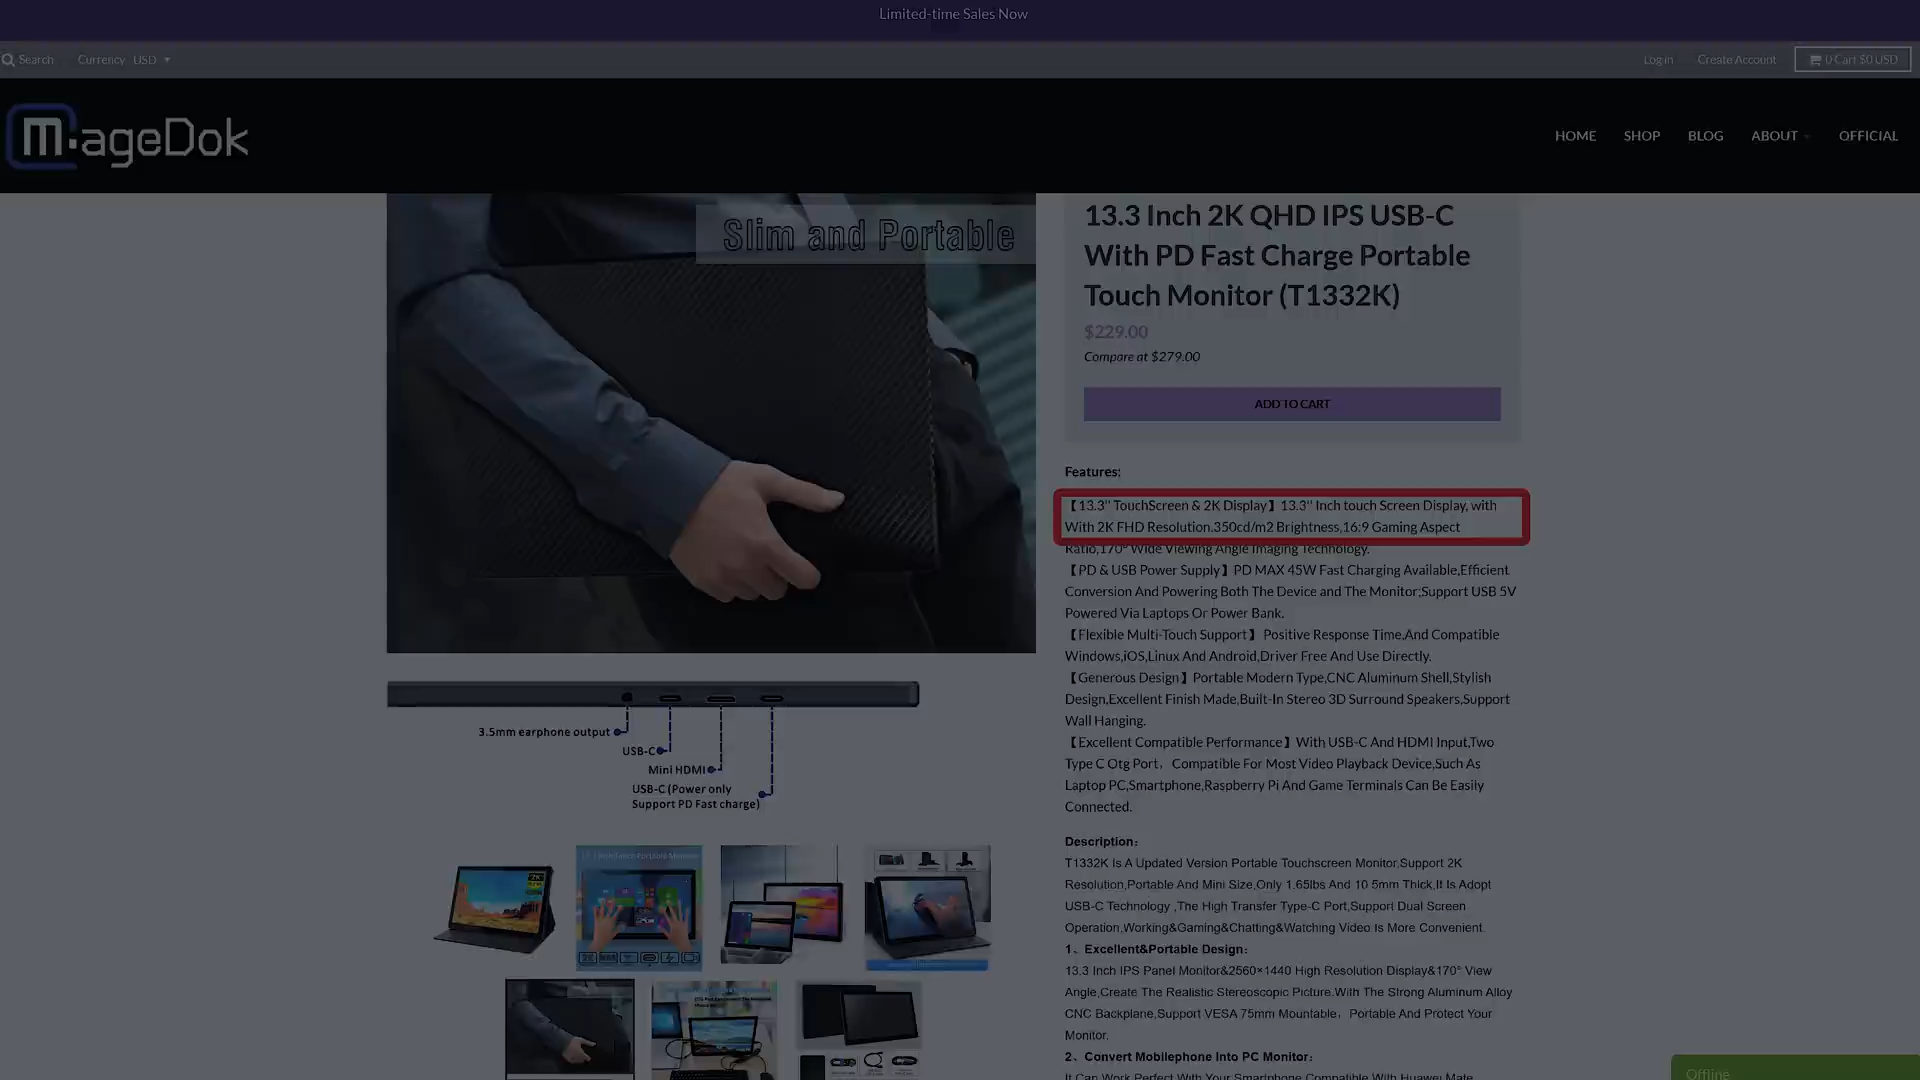 Limited-time Sales Now
Search
Currency USD
Log in
Create Account
0 Cart $0 USD
M.ageDok
HOME
SHOP
BLOG
ABOUT
OFFICIAL
Slim and Portable
13.3 Inch 2K QHD IPS USB-C
With PD Fast Charge Portable
Touch Monitor (T1332K)
$229.00
Compare at $279.00
ADD TO CART
Features:
【13.3'' TouchScreen & 2K Display】13.3'' Inch touch Screen Display, with
With 2K FHD Resolution,350cd/m2 Brightness,16:9 Gaming Aspect
Ratio,170° Wide Viewing Angle Imaging Technology.
【PD & USB Power Supply】PD MAX 45W Fast Charging Available,Efficient
Conversion And Powering Both The Device and The Monitor;Support USB 5V
Powered Via Laptops Or Power Bank.
【Flexible Multi-Touch Support】 Positive Response Time,And Compatible
Windows,iOS,Linux And Android,Driver Free And Use Directly.
【Generous Design】Portable Modern Type,CNC Aluminum Shell,Stylish
Design,Excellent Finish Made,Built-In Stereo 3D Surround Speakers,Support
Wall Hanging.
【Excellent Compatible Performance】With USB-C And HDMI Input,Two
Type C Otg Port，Compatible For Most Video Playback Device,Such As
Laptop PC,Smartphone,Raspberry Pi And Game Terminals Can Be Easily
Connected.
3.5mm earphone output
USB-C
Mini HDMI
USB-C (Power only
Support PD Fast charge)
Description：
T1332K Is A Updated Version Portable Touchscreen Monitor,Support 2K
Resolution,Portable And Mini Size,Only 1.65lbs And 10.5mm Thick,It Is Adopt
USB-C Technology ,The High Transfer Type-C Port,Support Dual Screen
Operation,Working&Gaming&Chatting&Watching Video Is More Convenient.
1、Excellent&Portable Design：
13.3 Inch IPS Panel Monitor&2560×1440 High Resolution Display&170° View
Angle,Create The Realistic Stereoscopic Picture.With The Strong Aluminum Alloy
CNC Backplane,Support VESA 75mm Mountable，Portable And Protect Your
Monitor.
2、Convert Mobilephone Into PC Monitor：
It Can Work Perfect With Your Smartphone Compatible With Huawei Mate
Offline